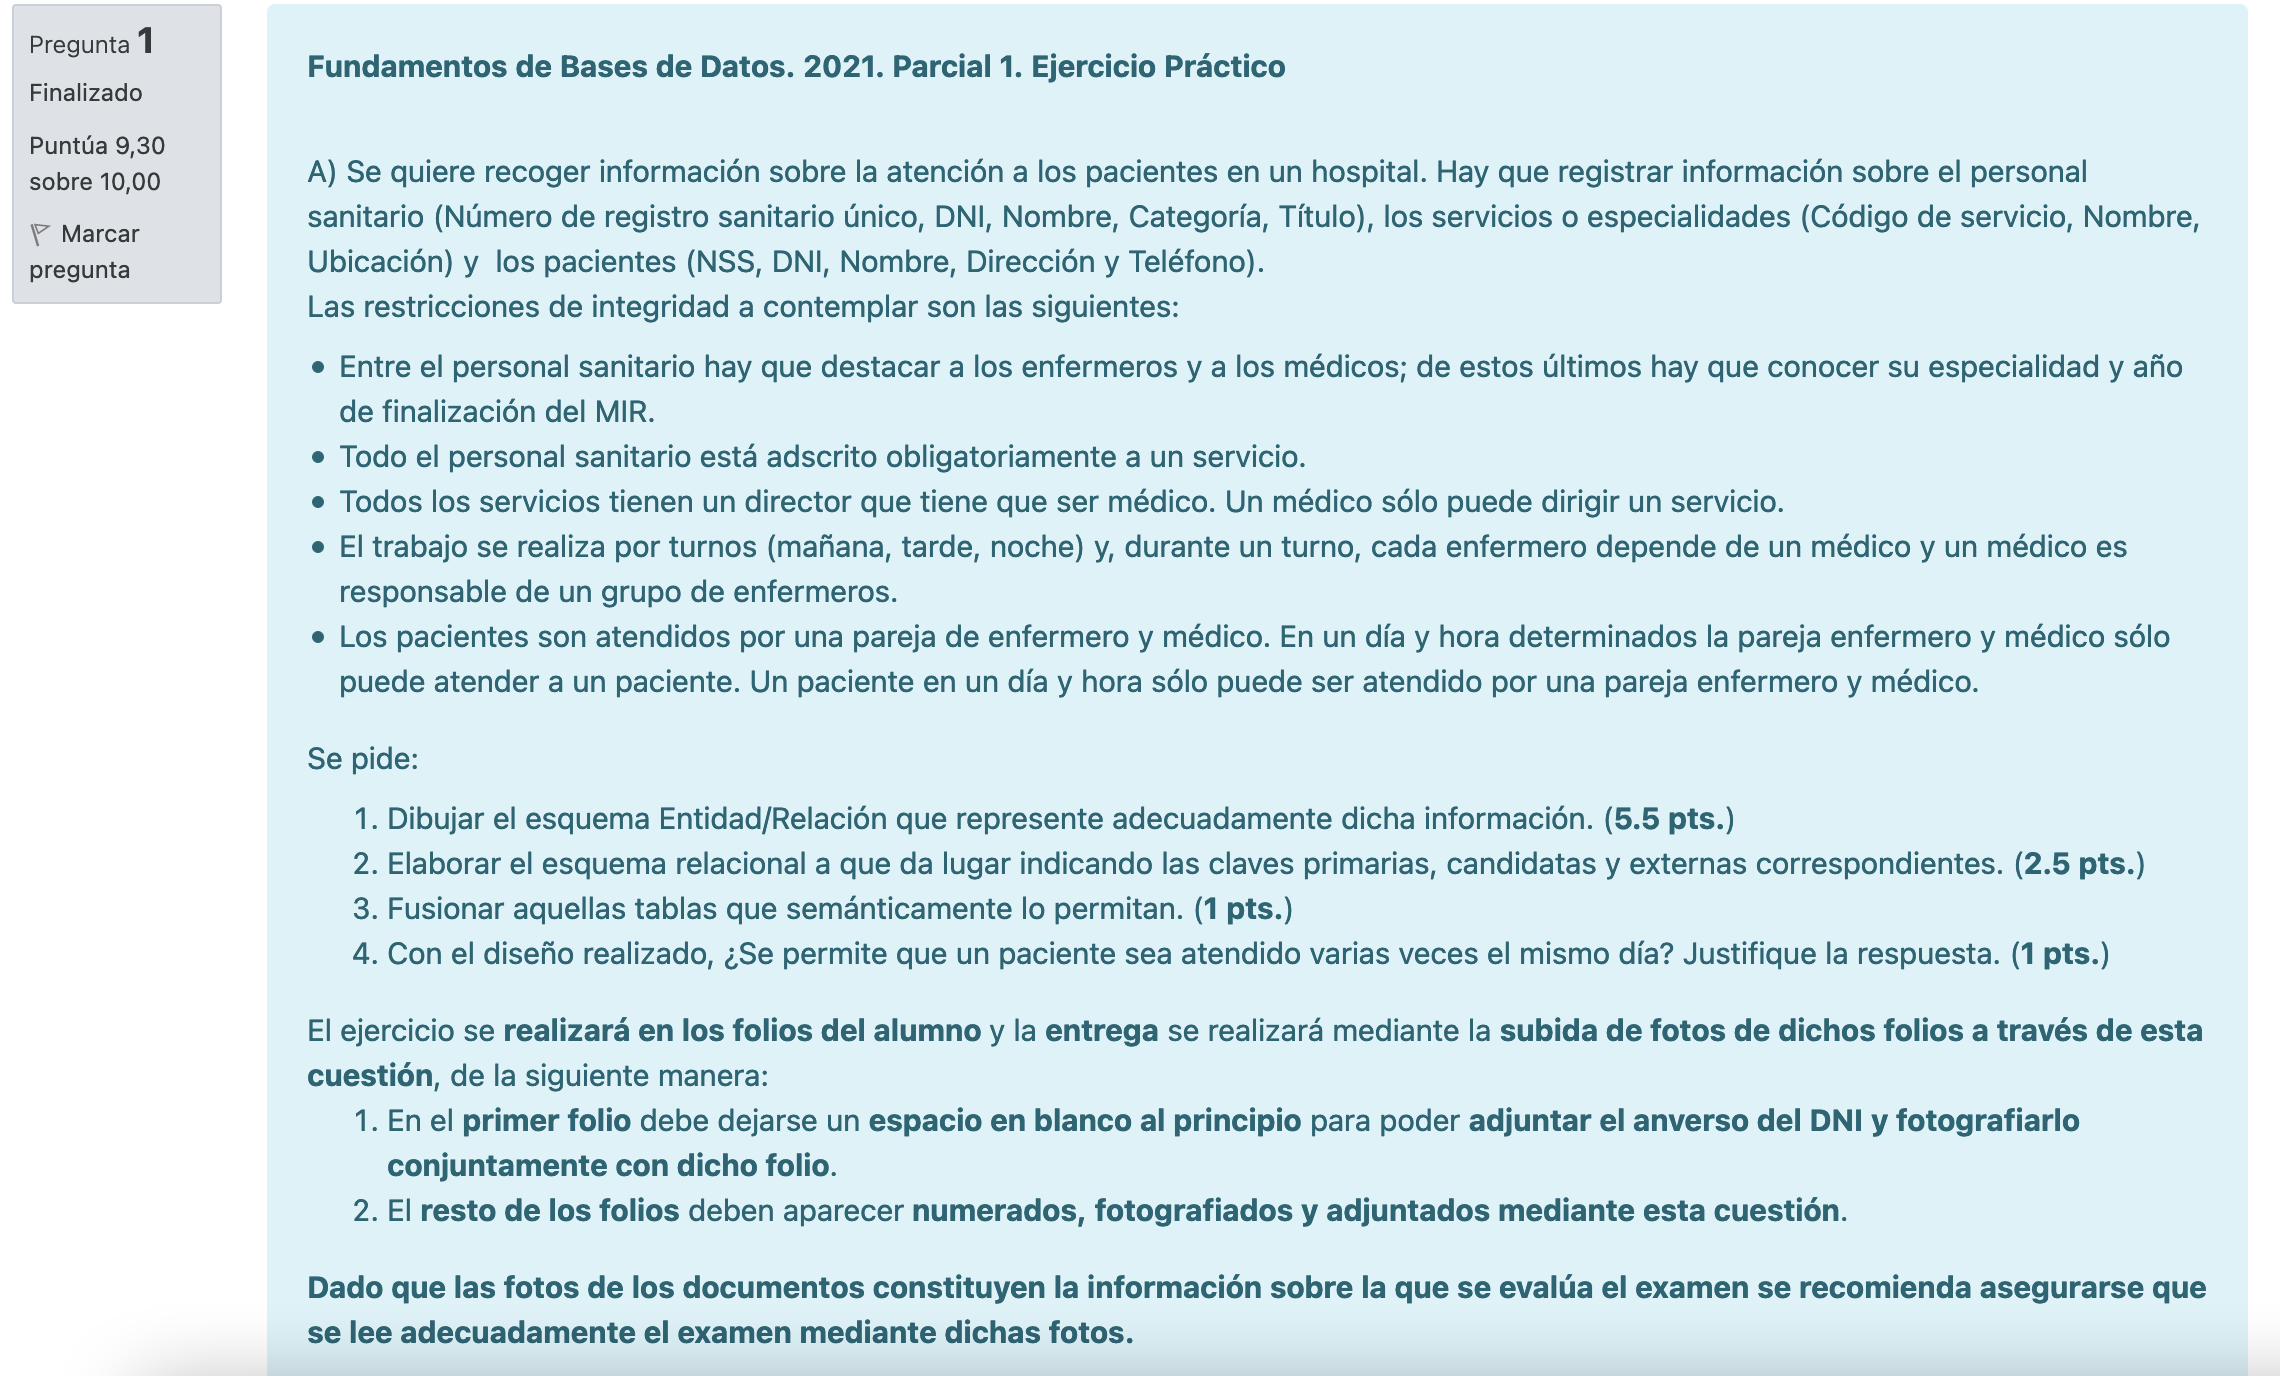 Pregunta 1
Finalizado
Puntúa 9,30
sobre 10,00
Marcar
pregunta
Fundamentos de Bases de Datos. 2021. Parcial 1. Ejercicio Práctico
A) Se quiere recoger información sobre la atención a los pacientes en un hospital. Hay que registrar información sobre el personal
sanitario (Número de registro sanitario único, DNI, Nombre, Categoría, Título), los servicios o especialidades (Código de servicio, Nombre,
Ubicación) y los pacientes (NSS, DNI, Nombre, Dirección y Teléfono).
Las restricciones de integridad a contemplar son las siguientes:
• Entre el personal sanitario hay que destacar a los enfermeros y a los médicos; de estos últimos hay que conocer su especialidad y año
de finalización del MIR.
• Todo el personal sanitario está adscrito obligatoriamente a un servicio.
• Todos los servicios tienen un director que tiene que ser médico. Un médico sólo puede dirigir un servicio.
• El trabajo se realiza por turnos (mañana, tarde, noche) y, durante un turno, cada enfermero depende de un médico y un médico es
responsable de un grupo de enfermeros.
• Los pacientes son atendidos por una pareja de enfermero y médico. En un día y hora determinados la pareja enfermero y médico sólo
puede atender a un paciente. Un paciente en un día y hora sólo puede ser atendido por una pareja enfermero y médico.
Se pide:
1. Dibujar el esquema Entidad/Relación que represente adecuadamente dicha información. (5.5 pts.)
2. Elaborar el esquema relacional a que da lugar indicando las claves primarias, candidatas y externas correspondientes. (2.5 pts.)
3. Fusionar aquellas tablas que semánticamente lo permitan. (1 pts.)
4. Con el diseño realizado, ¿Se permite que un paciente sea atendido varias veces el mismo día? Justifique la respuesta. (1 pts.)
El ejercicio se realizará en los folios del alumno y la entrega se realizará mediante la subida de fotos de dichos folios a través de esta
cuestión, de la siguiente manera:
1. En el primer folio debe dejarse un espacio en blanco al principio para poder adjuntar el anverso del DNI y fotografiarlo
conjuntamente con dicho folio.
2. El resto de los folios deben aparecer numerados, fotografiados y adjuntados mediante esta cuestión.
Dado que las fotos de los documentos constituyen la información sobre la que se evalúa el examen se recomienda asegurarse que
se lee adecuadamente el examen mediante dichas fotos.